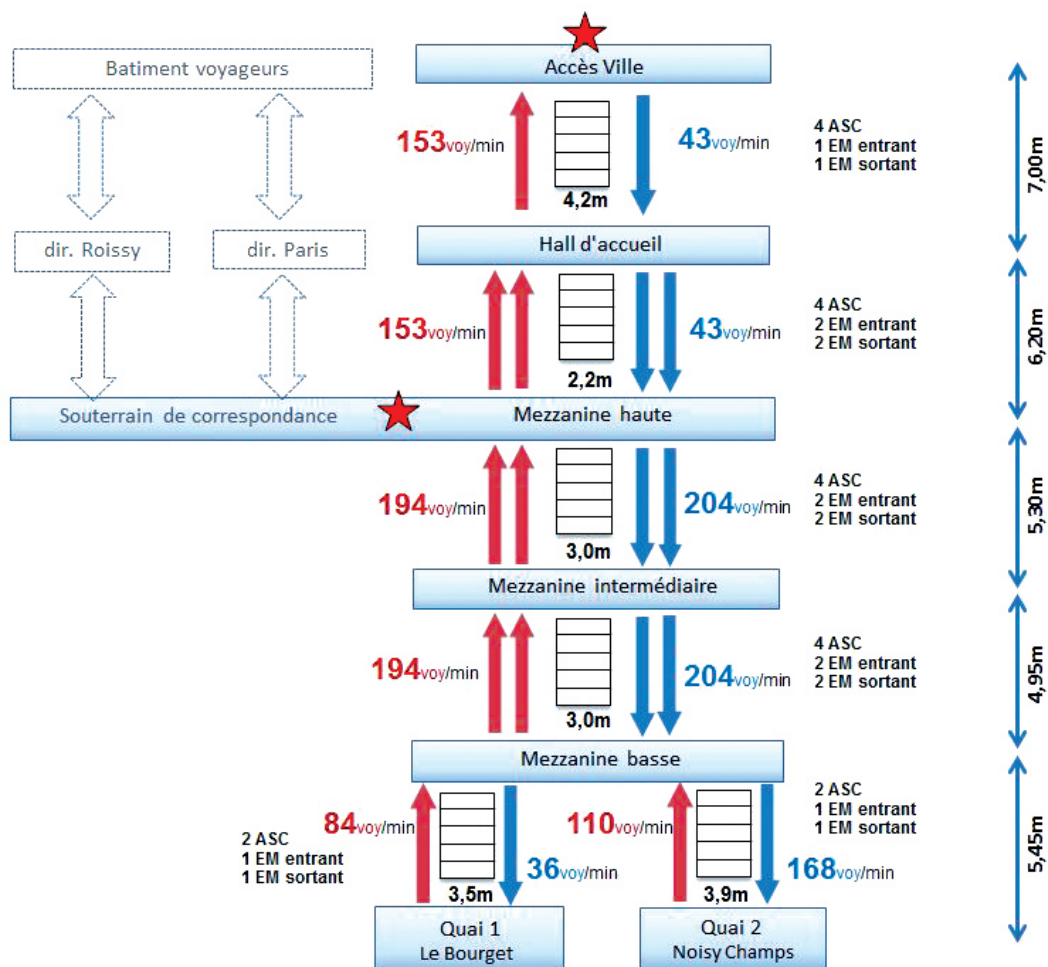 Batiment voyageurs
Accès Ville
153voy/min
43voy/min
4 ASC
1 EM entrant
1 EM sortant
4,2m
7,00m
dir. Roissy
dir. Paris
Hall d'accueil
153voy/min
43voy/min
4 ASC
2 EM entrant
2 EM sortant
2,2m
6,20m
Souterrain de correspondance
Mezzanine haute
194voy/min
204voy/min
4 ASC
2 EM entrant
2 EM sortant
3,0m
5,30m
Mezzanine intermédiaire
194voy/min
204voy/min
4 ASC
2 EM entrant
2 EM sortant
3,0m
4,95m
Mezzanine basse
2 ASC
1 EM entrant
1 EM sortant
84voy/min
36voy/min
3,5m
110voy/min
168voy/min
3,9m
2 ASC
1 EM entrant
1 EM sortant
5,45m
Quai 1
Le Bourget
Quai 2
Noisy Champs